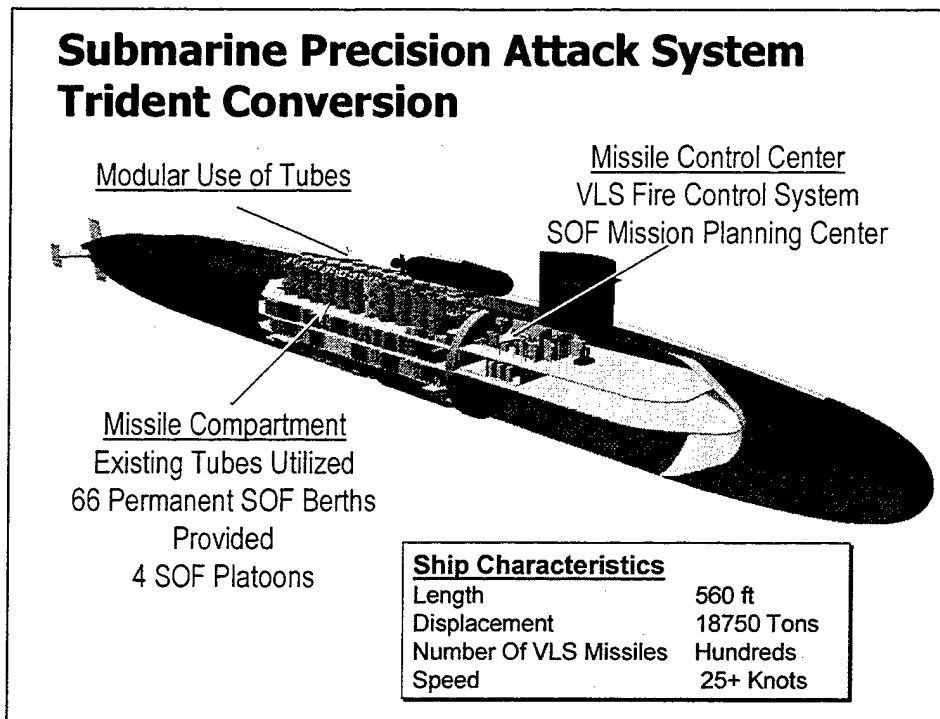 Submarine Precision Attack System
Trident Conversion
Modular Use of Tubes
Missile Control Center
VLS Fire Control System
SOF Mission Planning Center
Missile Compartment
Existing Tubes Utilized
66 Permanent SOF Berths
Provided
4 SOF Platoons
Ship Characteristics
Length 560 ft
Displacement 18750 Tons
Number Of VLS Missiles Hundreds
Speed 25+ Knots